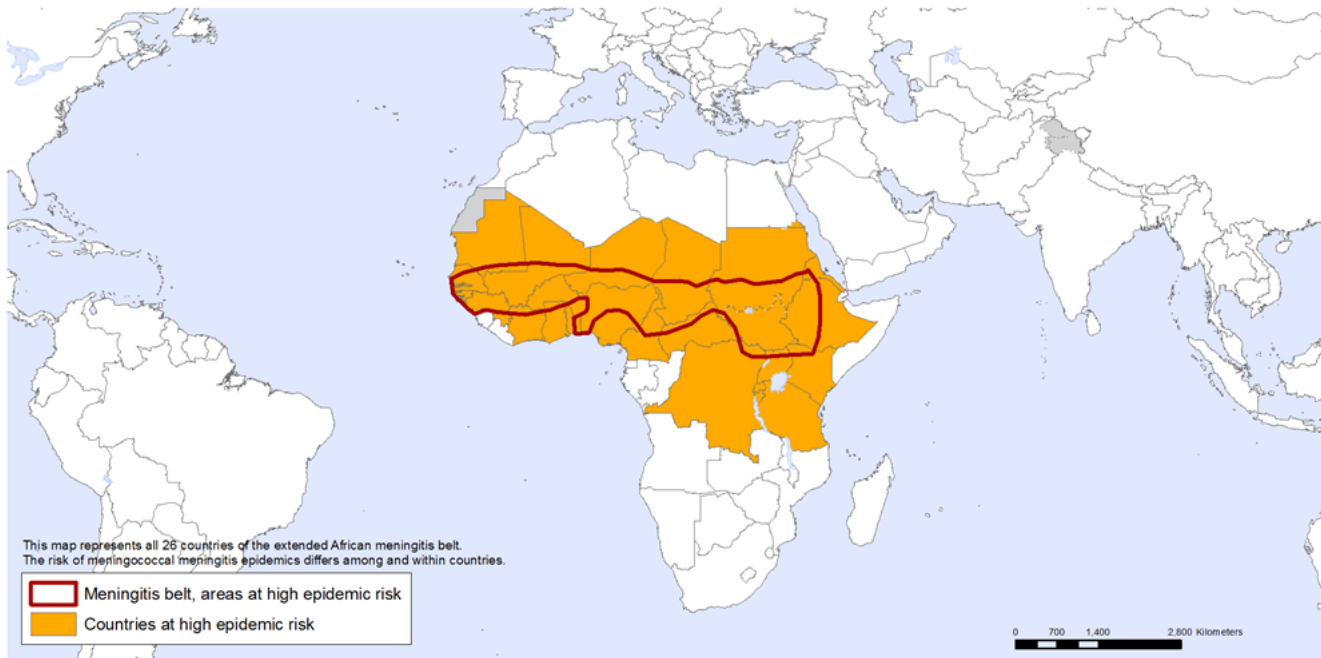 This map represents all 26 countries of the extended African meningitis belt.
The risk of meningococcal meningitis epidemics differs among and within countries.
Meningitis belt, areas at high epidemic risk
Countries at high epidemic risk
0 700 1,400 2,800 Kilometers